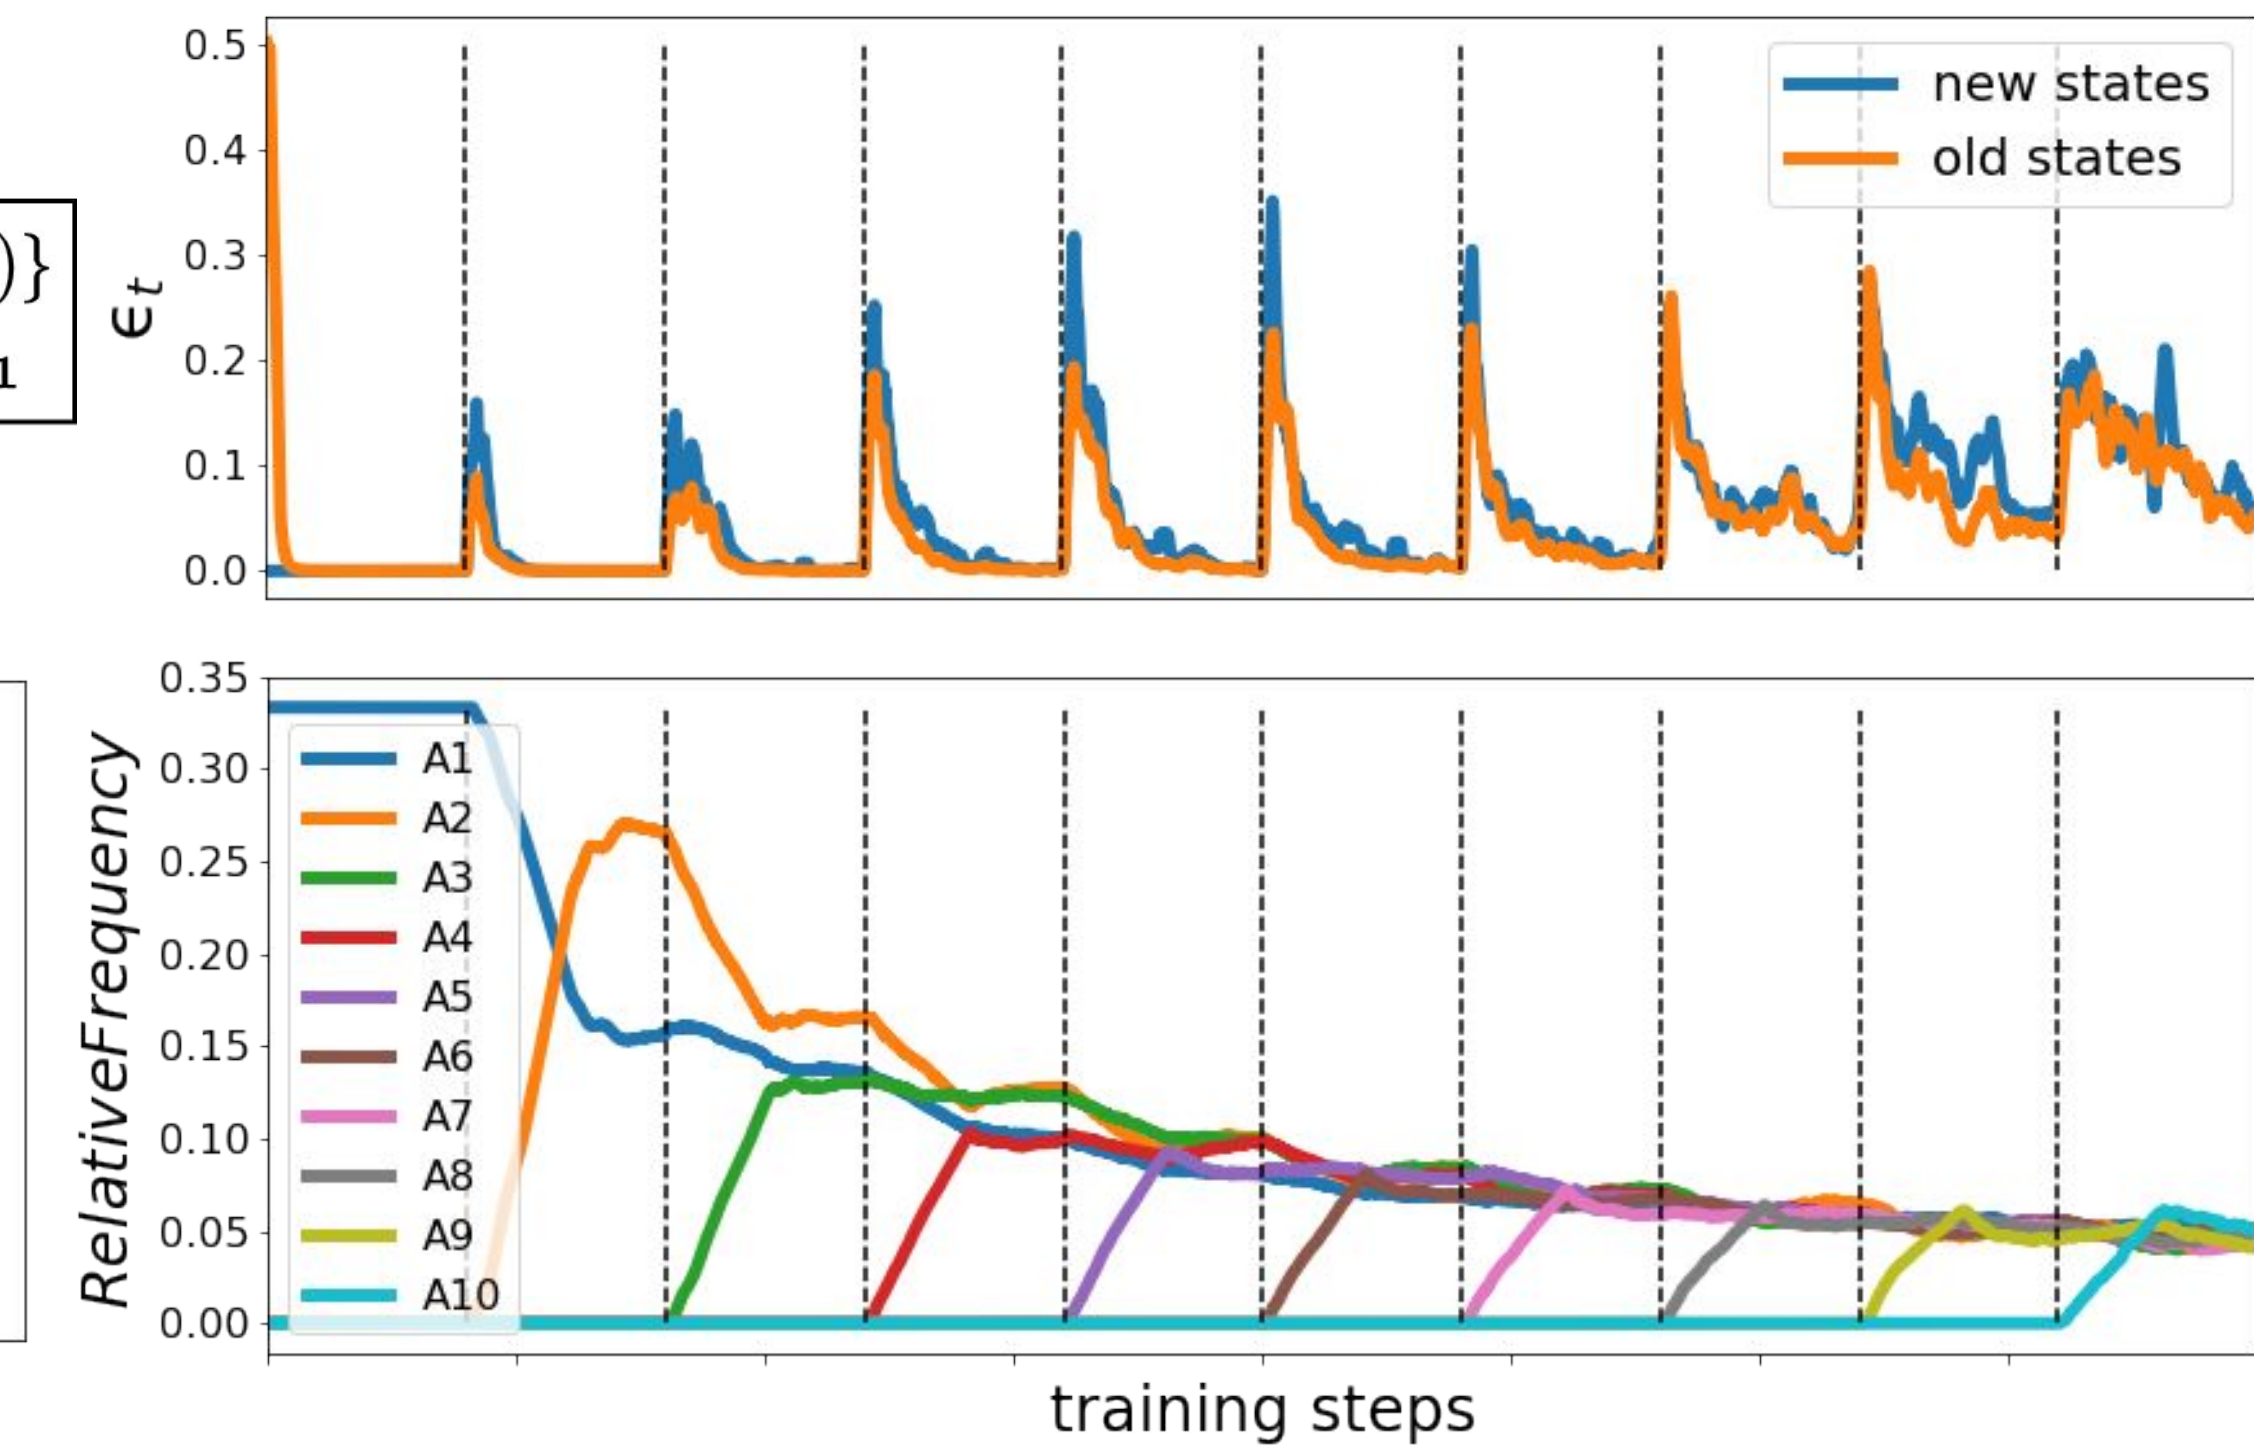 )}
1
0.5
0.4
0.3
0.2
0.1
0.0
ϵt
new states
old states
0.35
0.30
0.25
0.20
0.15
0.10
0.05
0.00
RelativeFrequency
A1
A2
A3
A4
A5
A6
A7
A8
A9
A10
training steps